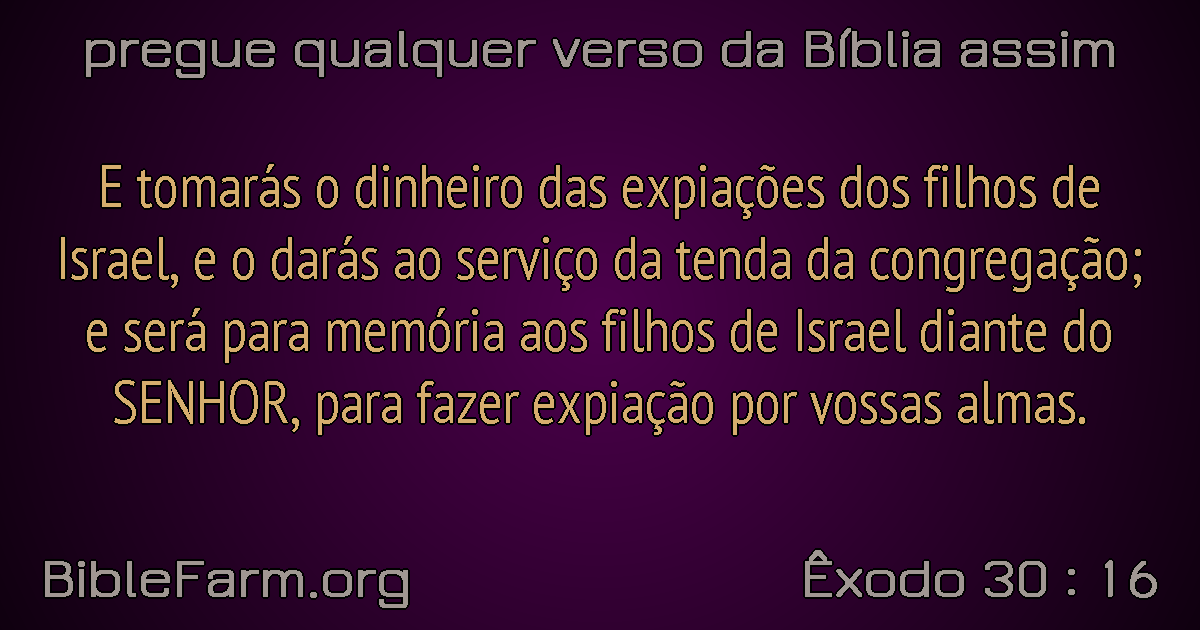 pregue qualquer verso da Bíblia assim
E tomarás o dinheiro das expiações dos filhos de
Israel, e o darás ao serviço da tenda da congregação;
e será para memória aos filhos de Israel diante do
SENHOR, para fazer expiação por vossas almas.
BibleFarm.org
Êxodo 30 : 16